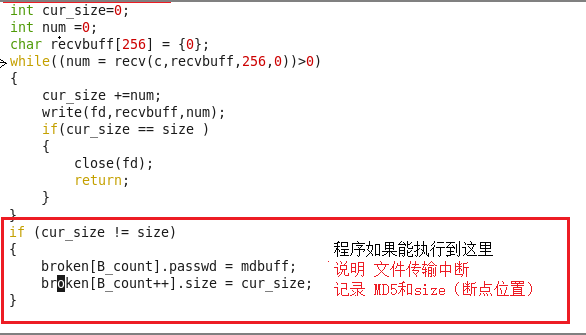 int cur_size=0;
int num =0;
char recvbuff[256] = {0};
while((num = recv(c,recvbuff,256,0))>0)
{
    cur_size +=num;
    write(fd,recvbuff,num);
    if(cur_size == size )
    {
        close(fd);
        return;
    }
}
if (cur_size != size)
{
    broken[B_count].passwd = mdbuff;
    broken[B_count++].size = cur_size;
}
程序如果能执行到这里
说明 文件传输中断
记录 MD5和size（断点位置）